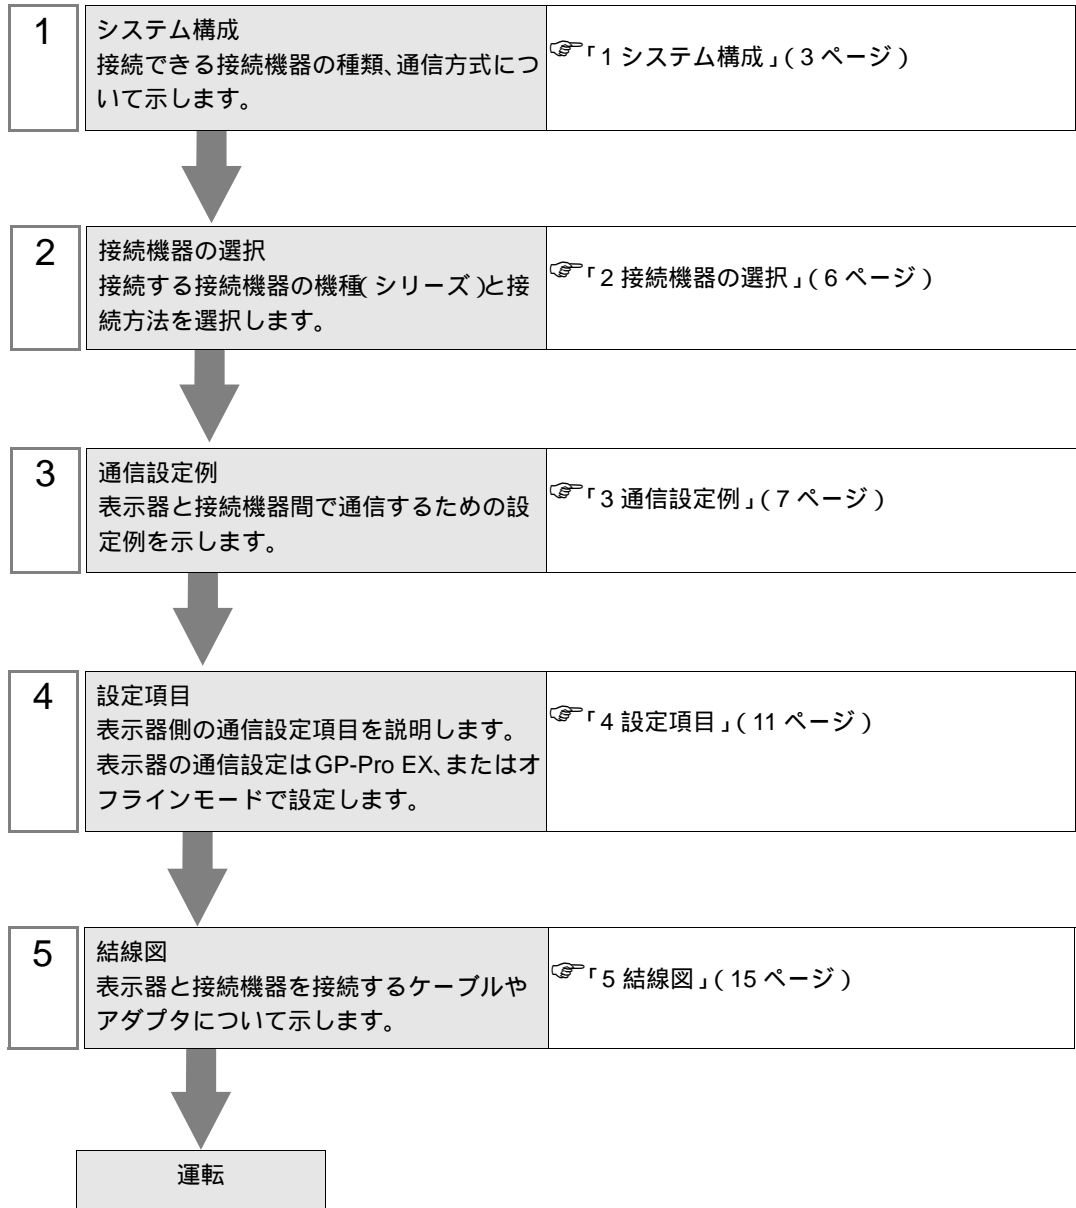 1
システム構成
接続できる接続機器の種類、通信方式につ
いて示します。
☞「1 システム構成」(3 ページ)
2
接続機器の選択
接続する接続機器の機種(シリーズ)と接
続方法を選択します。
☞「2 接続機器の選択」(6 ページ)
3
通信設定例
表示器と接続機器間で通信するための設
定例を示します。
☞「3 通信設定例」(7 ページ)
4
設定項目
表示器側の通信設定項目を説明します。
表示器の通信設定はGP-Pro EX、またはオ
フラインモードで設定します。
☞「4 設定項目」(11 ページ)
5
結線図
表示器と接続機器を接続するケーブルや
アダプタについて示します。
☞「5 結線図」(15 ページ)
運転